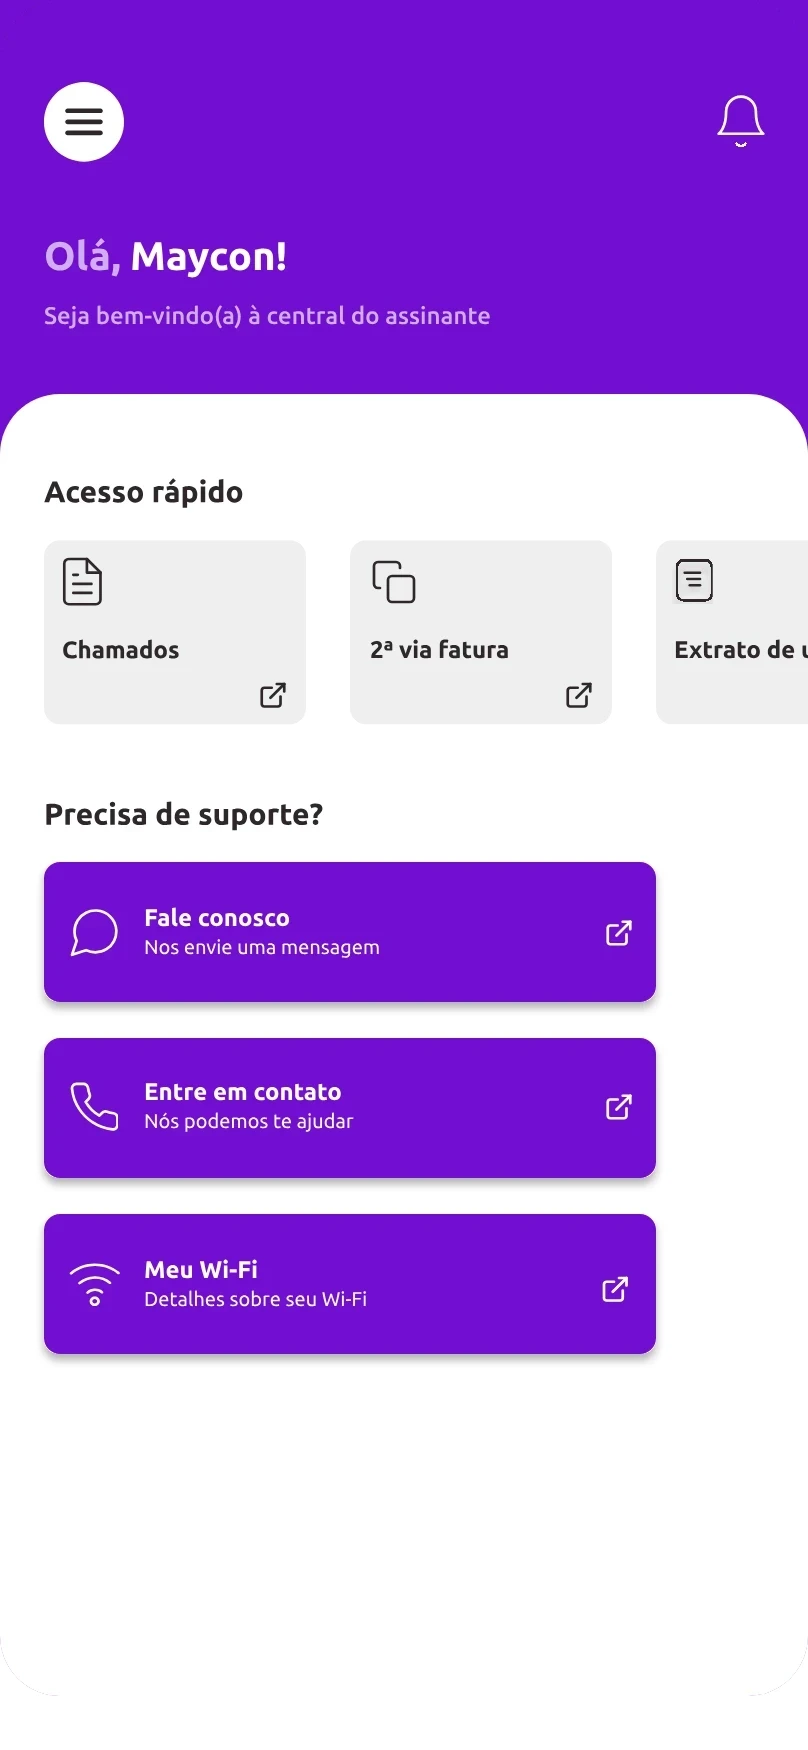 Olá, Maycon!
Seja bem-vindo(a) à central do assinante
Acesso rápido
Chamados
2ª via fatura
Extrato de
Precisa de suporte?
Fale conosco
Nos envie uma mensagem
Entre em contato
Nós podemos te ajudar
Meu Wi-Fi
Detalhes sobre seu Wi-Fi